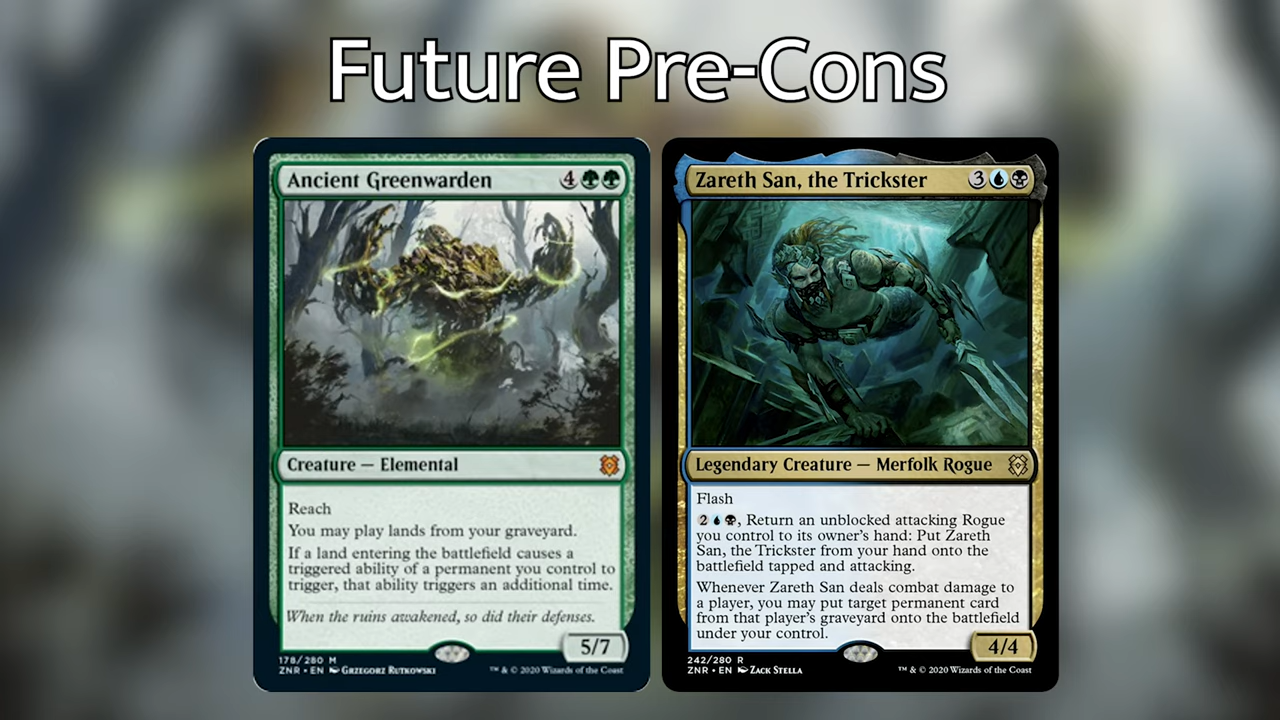 Future Pre-Cons
Ancient Greenwarden 4
Creature — Elemental
Reach
You may play lands from your graveyard.
If a land entering the battlefield causes a
triggered ability of a permanent you control to
trigger, that ability triggers an additional time.
When the ruins awakened, so did their defenses.
5/7
178/280 M
ZNR • EN Grzegorz Rutkowski
™ & © 2020 Wizards of the Coast
Zareth San, the Trickster 3
Legendary Creature — Merfolk Rogue
Flash
2, Return an unblocked attacking Rogue
you control to its owner's hand: Put Zareth
San, the Trickster from your hand onto the
battlefield tapped and attacking.
Whenever Zareth San deals combat damage to
a player, you may put target permanent card
from that player's graveyard onto the battlefield
under your control.
4/4
242/280 R
ZNR • EN Zack Stella
™ & © 2020 Wizards of the Coast